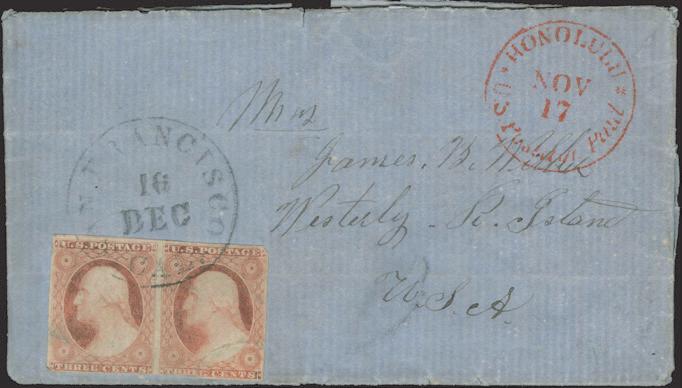 HONOLULU
U.S. Postage Paid
NOV
17
SAN FRANCISCO
CAL.
16
DEC
Mrs
James. B.
Westerly. R. Island
U.S.A.
U.S. POSTAGE
THREE CENTS
U.S. POSTAGE
THREE CENTS